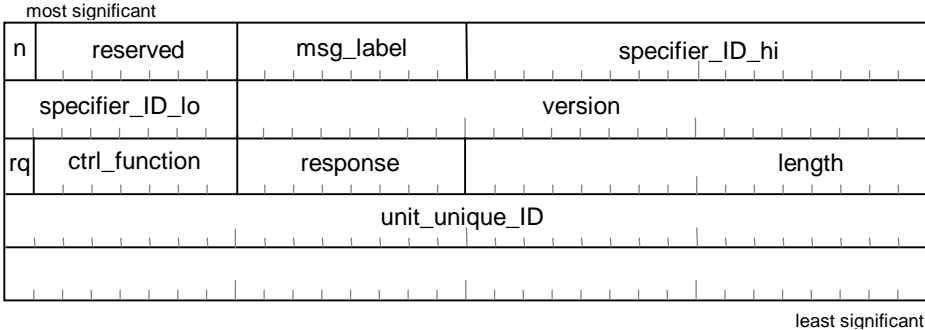 most significant
n reserved msg_label specifier_ID_hi
specifier_ID_lo version
rq ctrl_function response length
unit_unique_ID
least significant